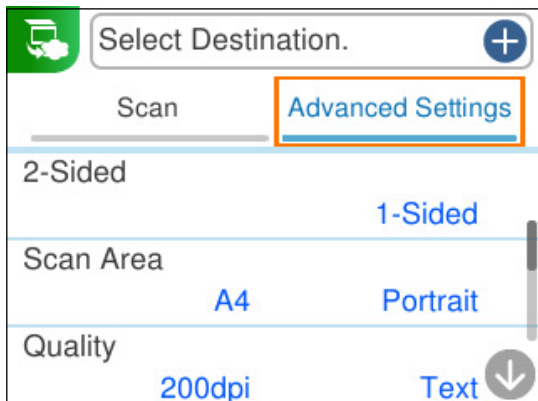 Select Destination.
Scan Advanced Settings
2-Sided
1-Sided
Scan Area
A4 Portrait
Quality
200dpi Text